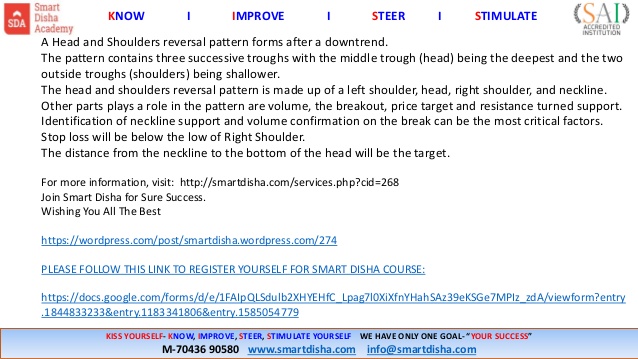 Smart
Disha
Academy
SDA
KNOW I IMPROVE I STEER I STIMULATE
SAI
ACCREDITED
INSTITUTION
A Head and Shoulders reversal pattern forms after a downtrend.
The pattern contains three successive troughs with the middle trough (head) being the deepest and the two
outside troughs (shoulders) being shallower.
The head and shoulders reversal pattern is made up of a left shoulder, head, right shoulder, and neckline.
Other parts plays a role in the pattern are volume, the breakout, price target and resistance turned support.
Identification of neckline support and volume confirmation on the break can be the most critical factors.
Stop loss will be below the low of Right Shoulder.
The distance from the neckline to the bottom of the head will be the target.
For more information, visit: http://smartdisha.com/services.php?cid=268
Join Smart Disha for Sure Success.
Wishing You All The Best
https://wordpress.com/post/smartdisha.wordpress.com/274
PLEASE FOLLOW THIS LINK TO REGISTER YOURSELF FOR SMART DISHA COURSE:
https://docs.google.com/forms/d/e/1FAIpQLSdulb2XHYEHfC_Lpag7l0XiXfnYHahSAz39eKSGe7MPIz_zdA/viewform?entry
.1844833233&entry.1183341806&entry.1585054779
KISS YOURSELF- KNOW, IMPROVE, STEER, STIMULATE YOURSELF WE HAVE ONLY ONE GOAL- “YOUR SUCCESS”
M-70436 90580 www.smartdisha.com info@smartdisha.com